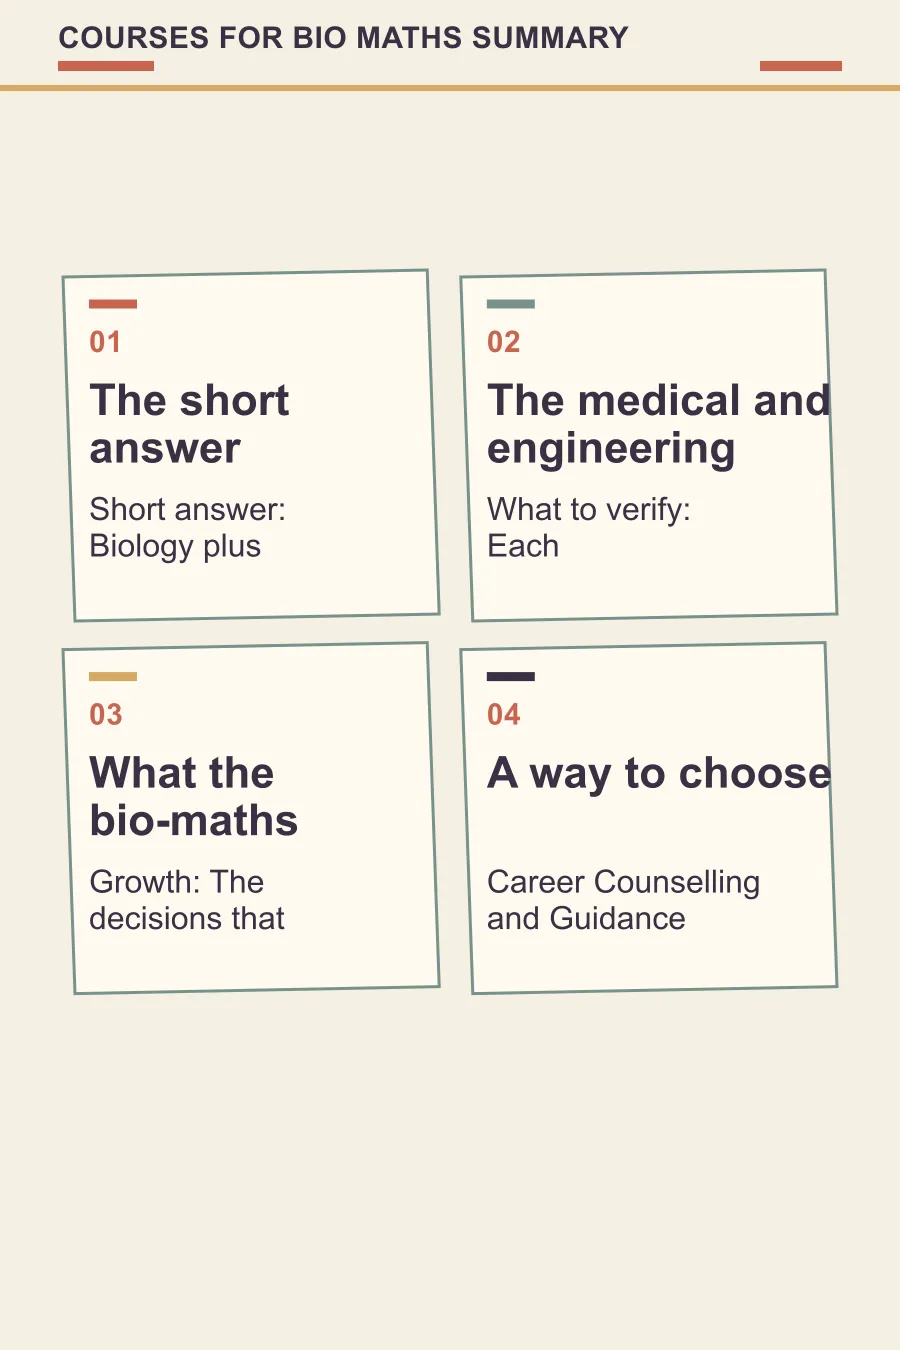 COURSES FOR BIO MATHS SUMMARY
01
The short
answer
Short answer:
Biology plus
02
The medical and
engineering
What to verify:
Each
03
What the
bio-maths
Growth: The
decisions that
04
A way to choose
Career Counselling
and Guidance